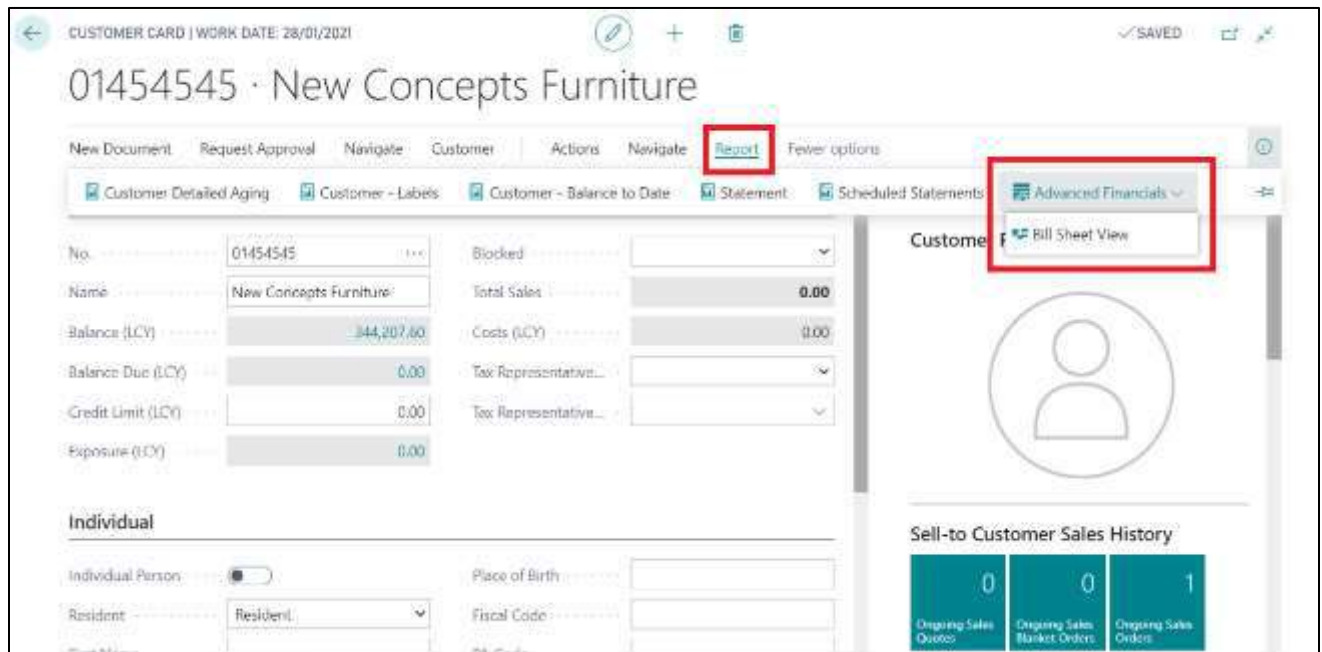 CUSTOMER CARD | WORK DATE: 28/01/2021
✓SAVED
01454545 · New Concepts Furniture
New Document Request Approval Navigate Customer Actions Navigate Report Fewer options
Customer Detailed Aging Customer - Labels Customer - Balance to Date Statement Scheduled Statements Advanced Financials
Bill Sheet View
Customer
No. 01454545 ... Blocked
Name New Concepts Furniture Total Sales 0.00
Balance (LCY) 344,207.60 Costs (LCY) 0.00
Balance Due (LCY) 0.00 Tax Representative...
Credit Limit (LCY) 0.00 Tax Representative...
Exposure (LCY) 0.00
Individual
Sell-to Customer Sales History
Individual Person Place of Birth
Resident Resident Fiscal Code
0 0 1
Ongoing Sales Quotes Ongoing Sales Blanket Orders Ongoing Sales Orders